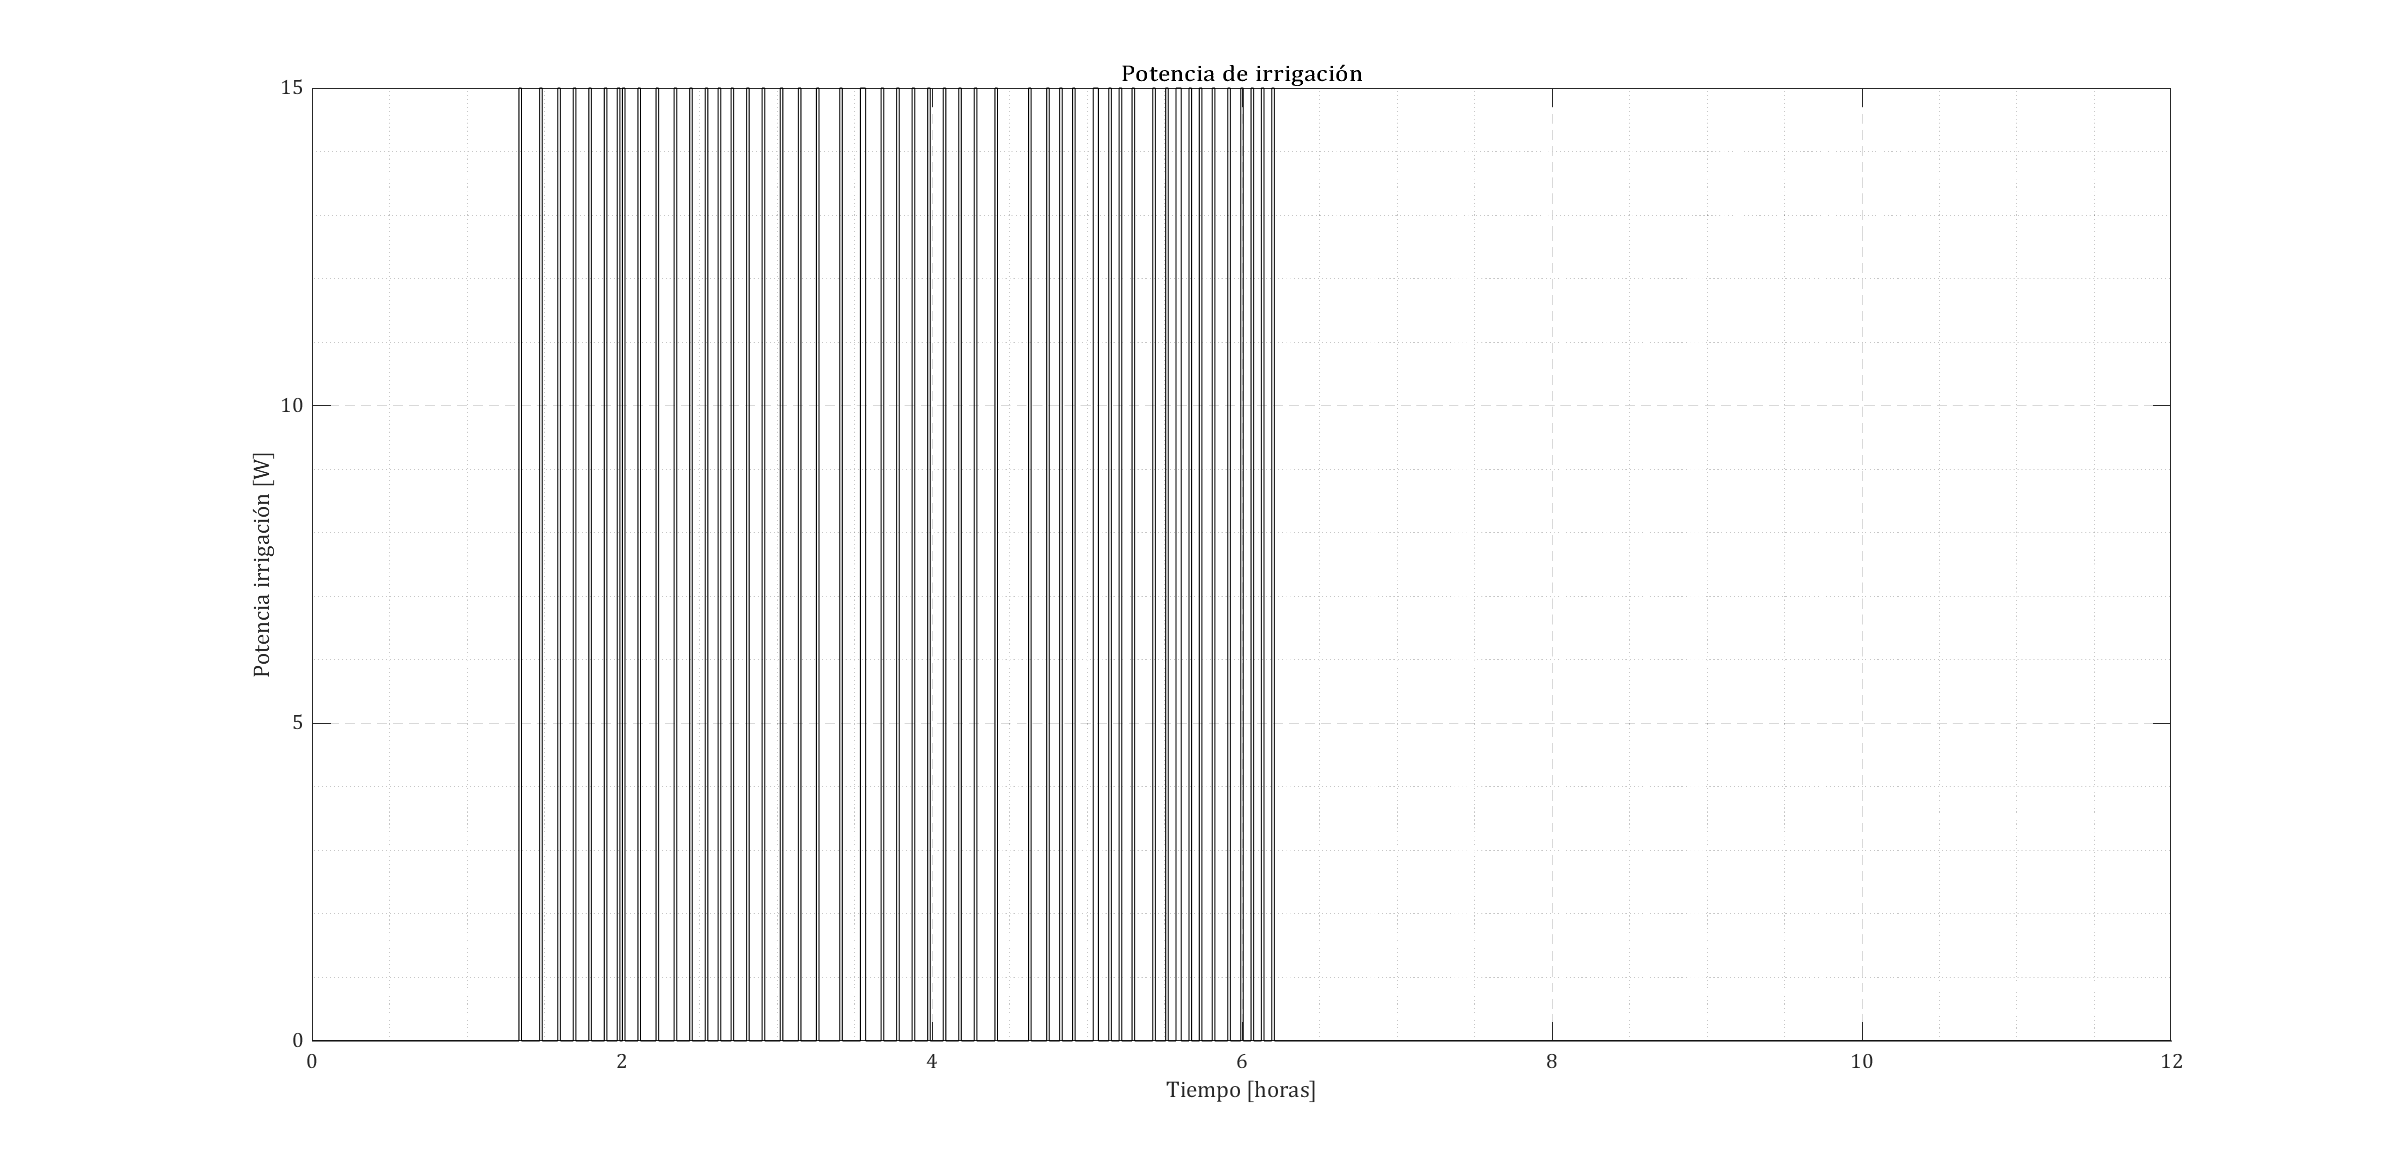 Potencia de irrigación
15
10
5
0
Potencia irrigación [W]
0 2 4 6 8 10 12
Tiempo [horas]